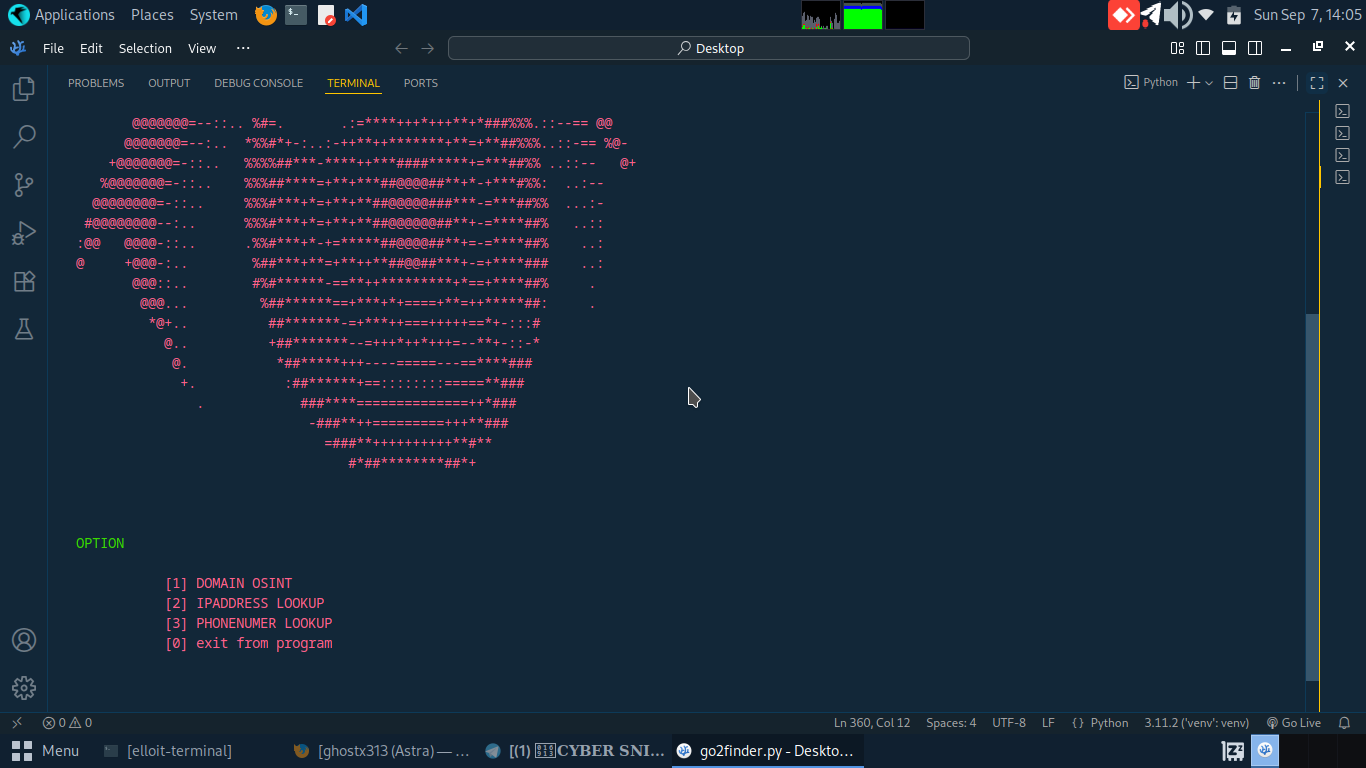 Applications Places System
Sun Sep 7, 14:05
File Edit Selection View ···
Desktop
PROBLEMS OUTPUT DEBUG CONSOLE TERMINAL PORTS
Python
@@@@@@@=--::.. %#=. .:=****+++*+++**+*###%%%.::--== @@
@@@@@@@=--:.. *%%#*+-:..:-++**++*******+**=+**##%%%..::-== %@-
+@@@@@@@=-::.. %%%%##***-****++***####*****+=***##%% ..::-- @+
%@@@@@@@=-::.. %%%##****=+**+***##@@@@##**+*-+***#%%: ..:--
@@@@@@@@=-::.. %%%#***+*=+**+**##@@@@@###***-=***##%% ...:-
#@@@@@@@@--:.. %%%#***+*=+**+**##@@@@@@##**+-=****##% ..::
:@@ @@@@-::.. .%%#***+*-+=*****##@@@@##**+=-=****##% ..:
@ +@@@-:.. %##***+**=+**++**##@@##***+-=+****### ..:
@@@::.. #%#******-==**++*********+*==+****##% .
@@@... %##******==+***+*+====+**=++*****##: .
*@+.. ##*******-=+***++===+++++==*+-:::#
@.. +##*******--=+++*++*+++=--**+-::-*
@. *##*****+++----=====---==****###
+. :##******+==::::::::=====**###
. ###****==============++*###
-###**++=========+++**###
=###**++++++++++**#**
#*##********##*+
OPTION
[1] DOMAIN OSINT
[2] IPADDRESS LOOKUP
[3] PHONENUMER LOOKUP
[0] exit from program
0 0 Ln 360, Col 12 Spaces: 4 UTF-8 LF {} Python 3.11.2 ('venv': venv) Go Live
Menu [elloit-terminal] [ghostx313 (Astra) — ... [(1) CYBER SNI... go2finder.py - Deskto...